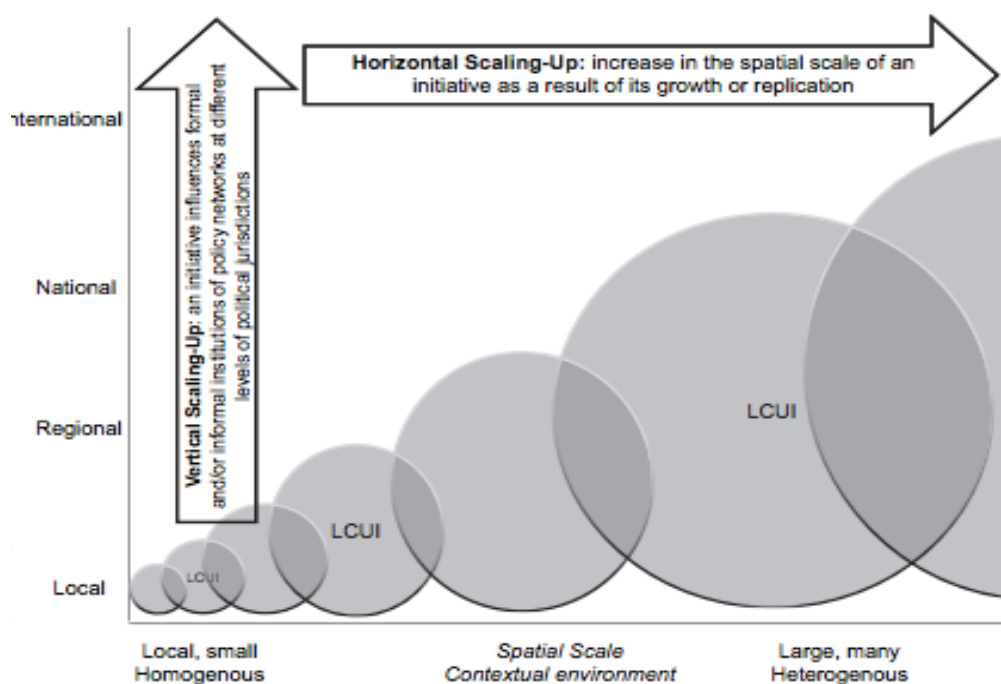 Horizontal Scaling-Up: increase in the spatial scale of an
initiative as a result of its growth or replication
Vertical Scaling-Up: an initiative influences formal
and/or informal institutions of policy networks at different
levels of political jurisdictions
nternational
National
Regional
Local
LCUI
LCUI
LCUI
Local, small
Homogenous
Spatial Scale
Contextual environment
Large, many
Heterogenous